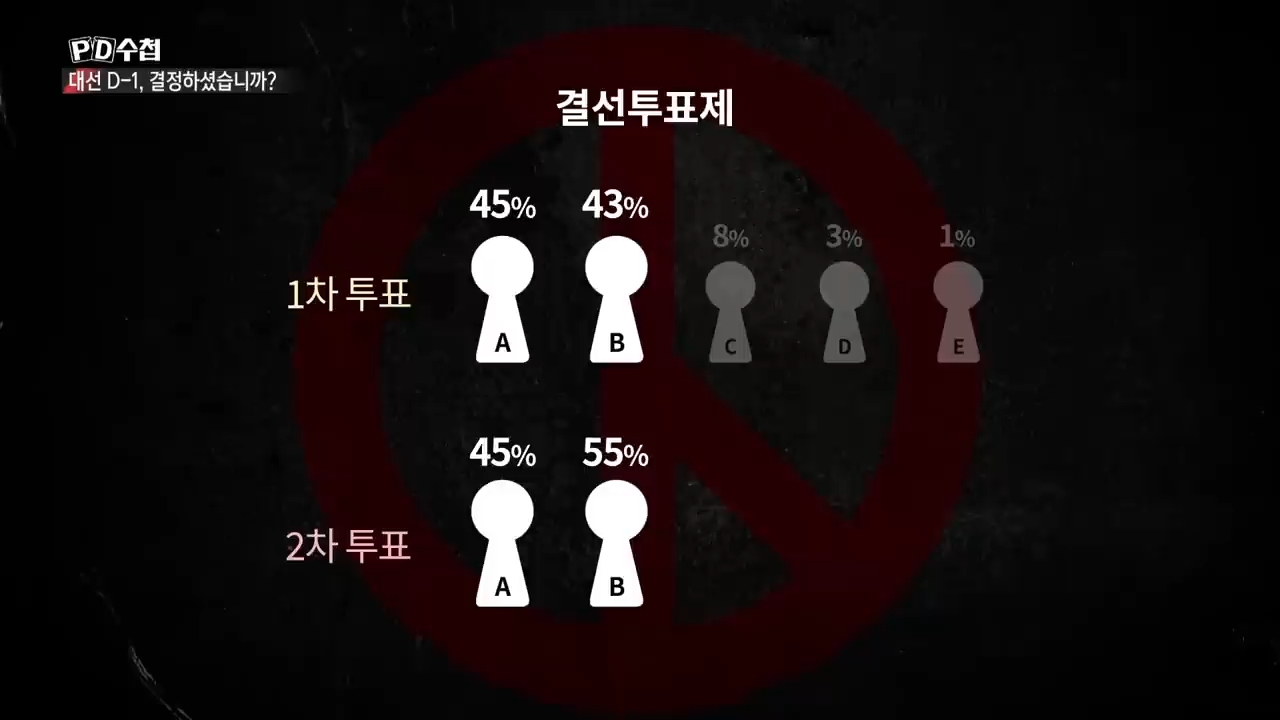 PD수첩
대선 D-1, 결정하셨습니까?
결선투표제
45% 43% 8% 3% 1%
1차 투표
A B C D E
45% 55%
2차 투표
A B